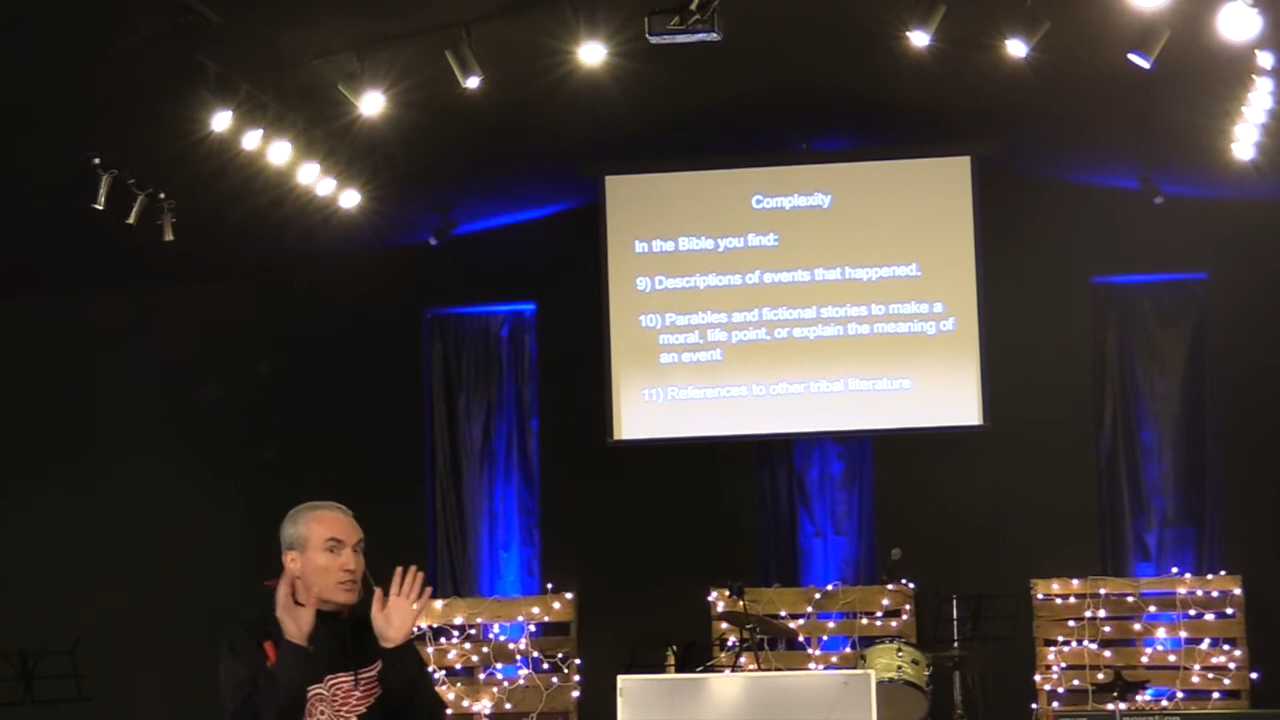 Complexity
In the Bible you find:
9) Descriptions of events that happened.
10) Parables and fictional stories to make a
moral, life point, or explain the meaning of
an event
11) References to other tribal literature